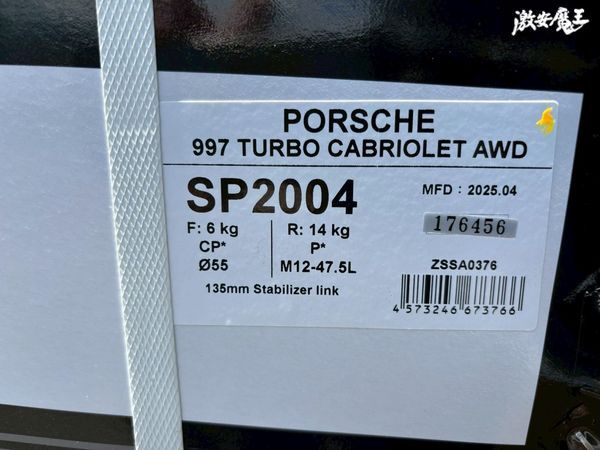 激安魔王
PORSCHE
997 TURBO CABRIOLET AWD
SP2004
MFD : 2025.04
F: 6 kg
R: 14 kg
176456
CP*
P*
Ø55
M12-47.5L
ZSSA0376
135mm Stabilizer link
4 573246 673766